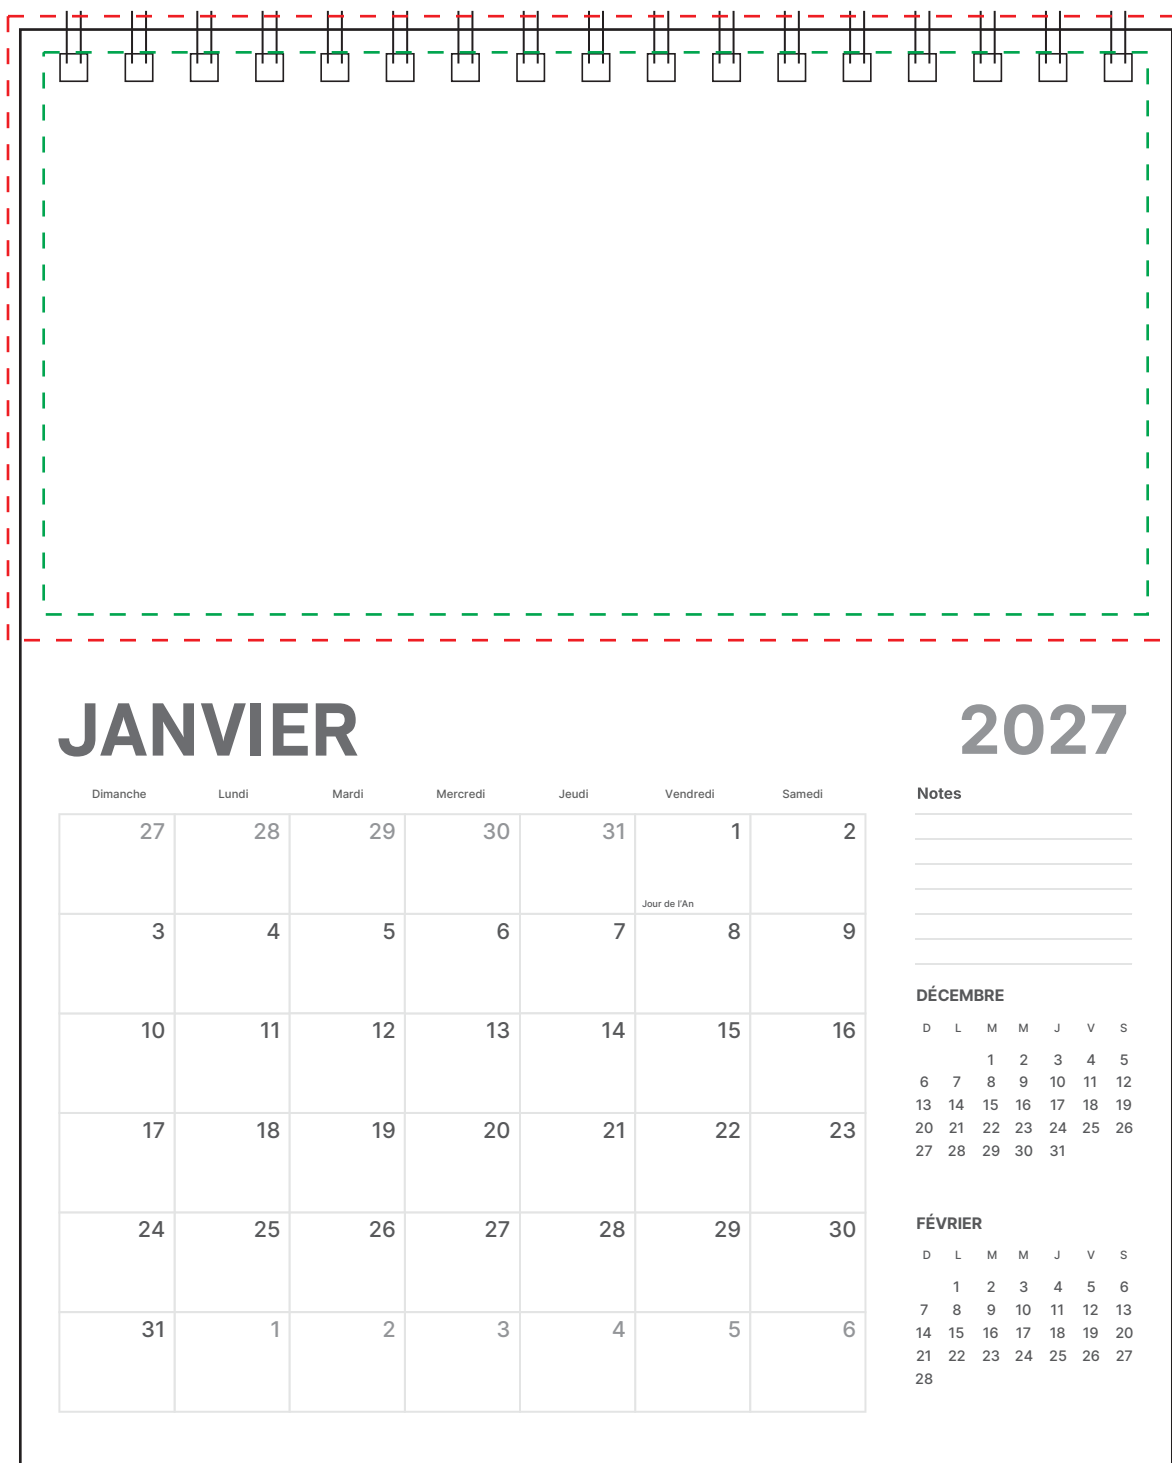 JANVIER 2027
Dimanche Lundi Mardi Mercredi Jeudi Vendredi Samedi
27 28 29 30 31 1 2
Jour de l'An
3 4 5 6 7 8 9
10 11 12 13 14 15 16
17 18 19 20 21 22 23
24 25 26 27 28 29 30
31 1 2 3 4 5 6
Notes
DÉCEMBRE
D L M M J V S
1 2 3 4 5
6 7 8 9 10 11 12
13 14 15 16 17 18 19
20 21 22 23 24 25 26
27 28 29 30 31
FÉVRIER
D L M M J V S
1 2 3 4 5 6
7 8 9 10 11 12 13
14 15 16 17 18 19 20
21 22 23 24 25 26 27
28